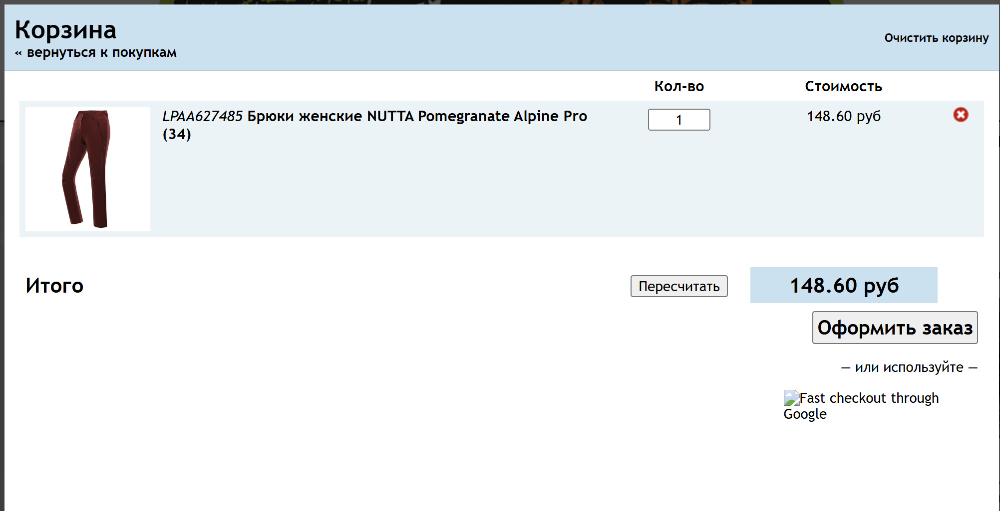 Корзина
« вернуться к покупкам
Очистить корзину
Кол-во
Стоимость
LPAA627485 Брюки женские NUTTA Pomegranate Alpine Pro
(34)
1
148.60 руб
Итого
Пересчитать
148.60 руб
Оформить заказ
— или используйте —
Fast checkout through
Google